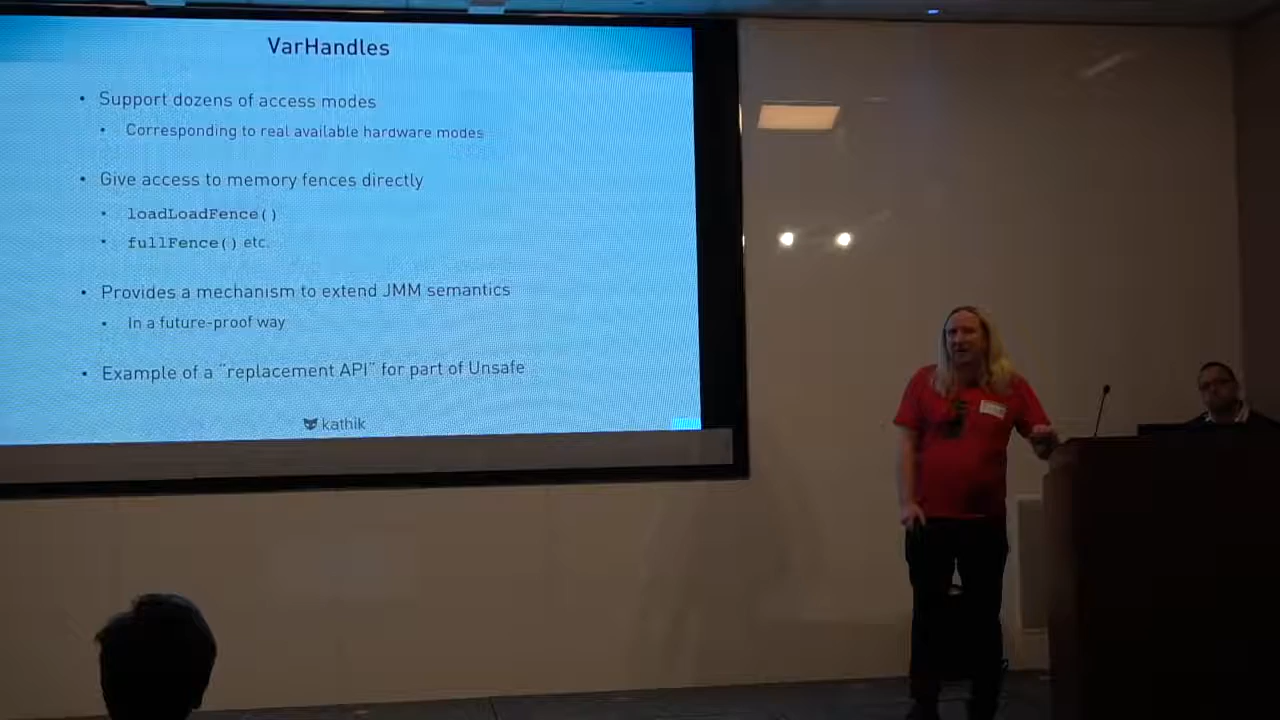 VarHandles
• Support dozens of access modes
• Corresponding to real available hardware modes
• Give access to memory fences directly
• loadLoadFence()
• fullFence() etc.
• Provides a mechanism to extend JMM semantics
• In a future-proof way
• Example of a "replacement API" for part of Unsafe
kathik